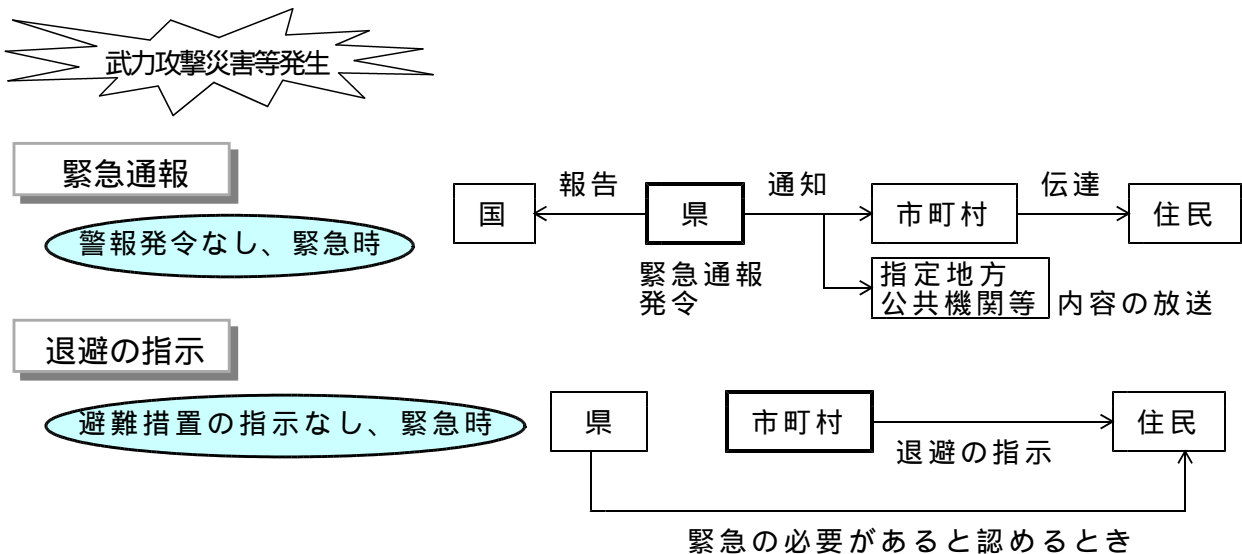 武力攻撃災害等発生
緊急通報
警報発令なし、緊急時
国
報告
県
通知
市町村
伝達
住民
緊急通報
発令
指定地方
公共機関等
内容の放送
退避の指示
避難措置の指示なし、緊急時
県
市町村
住民
退避の指示
緊急の必要があると認めるとき